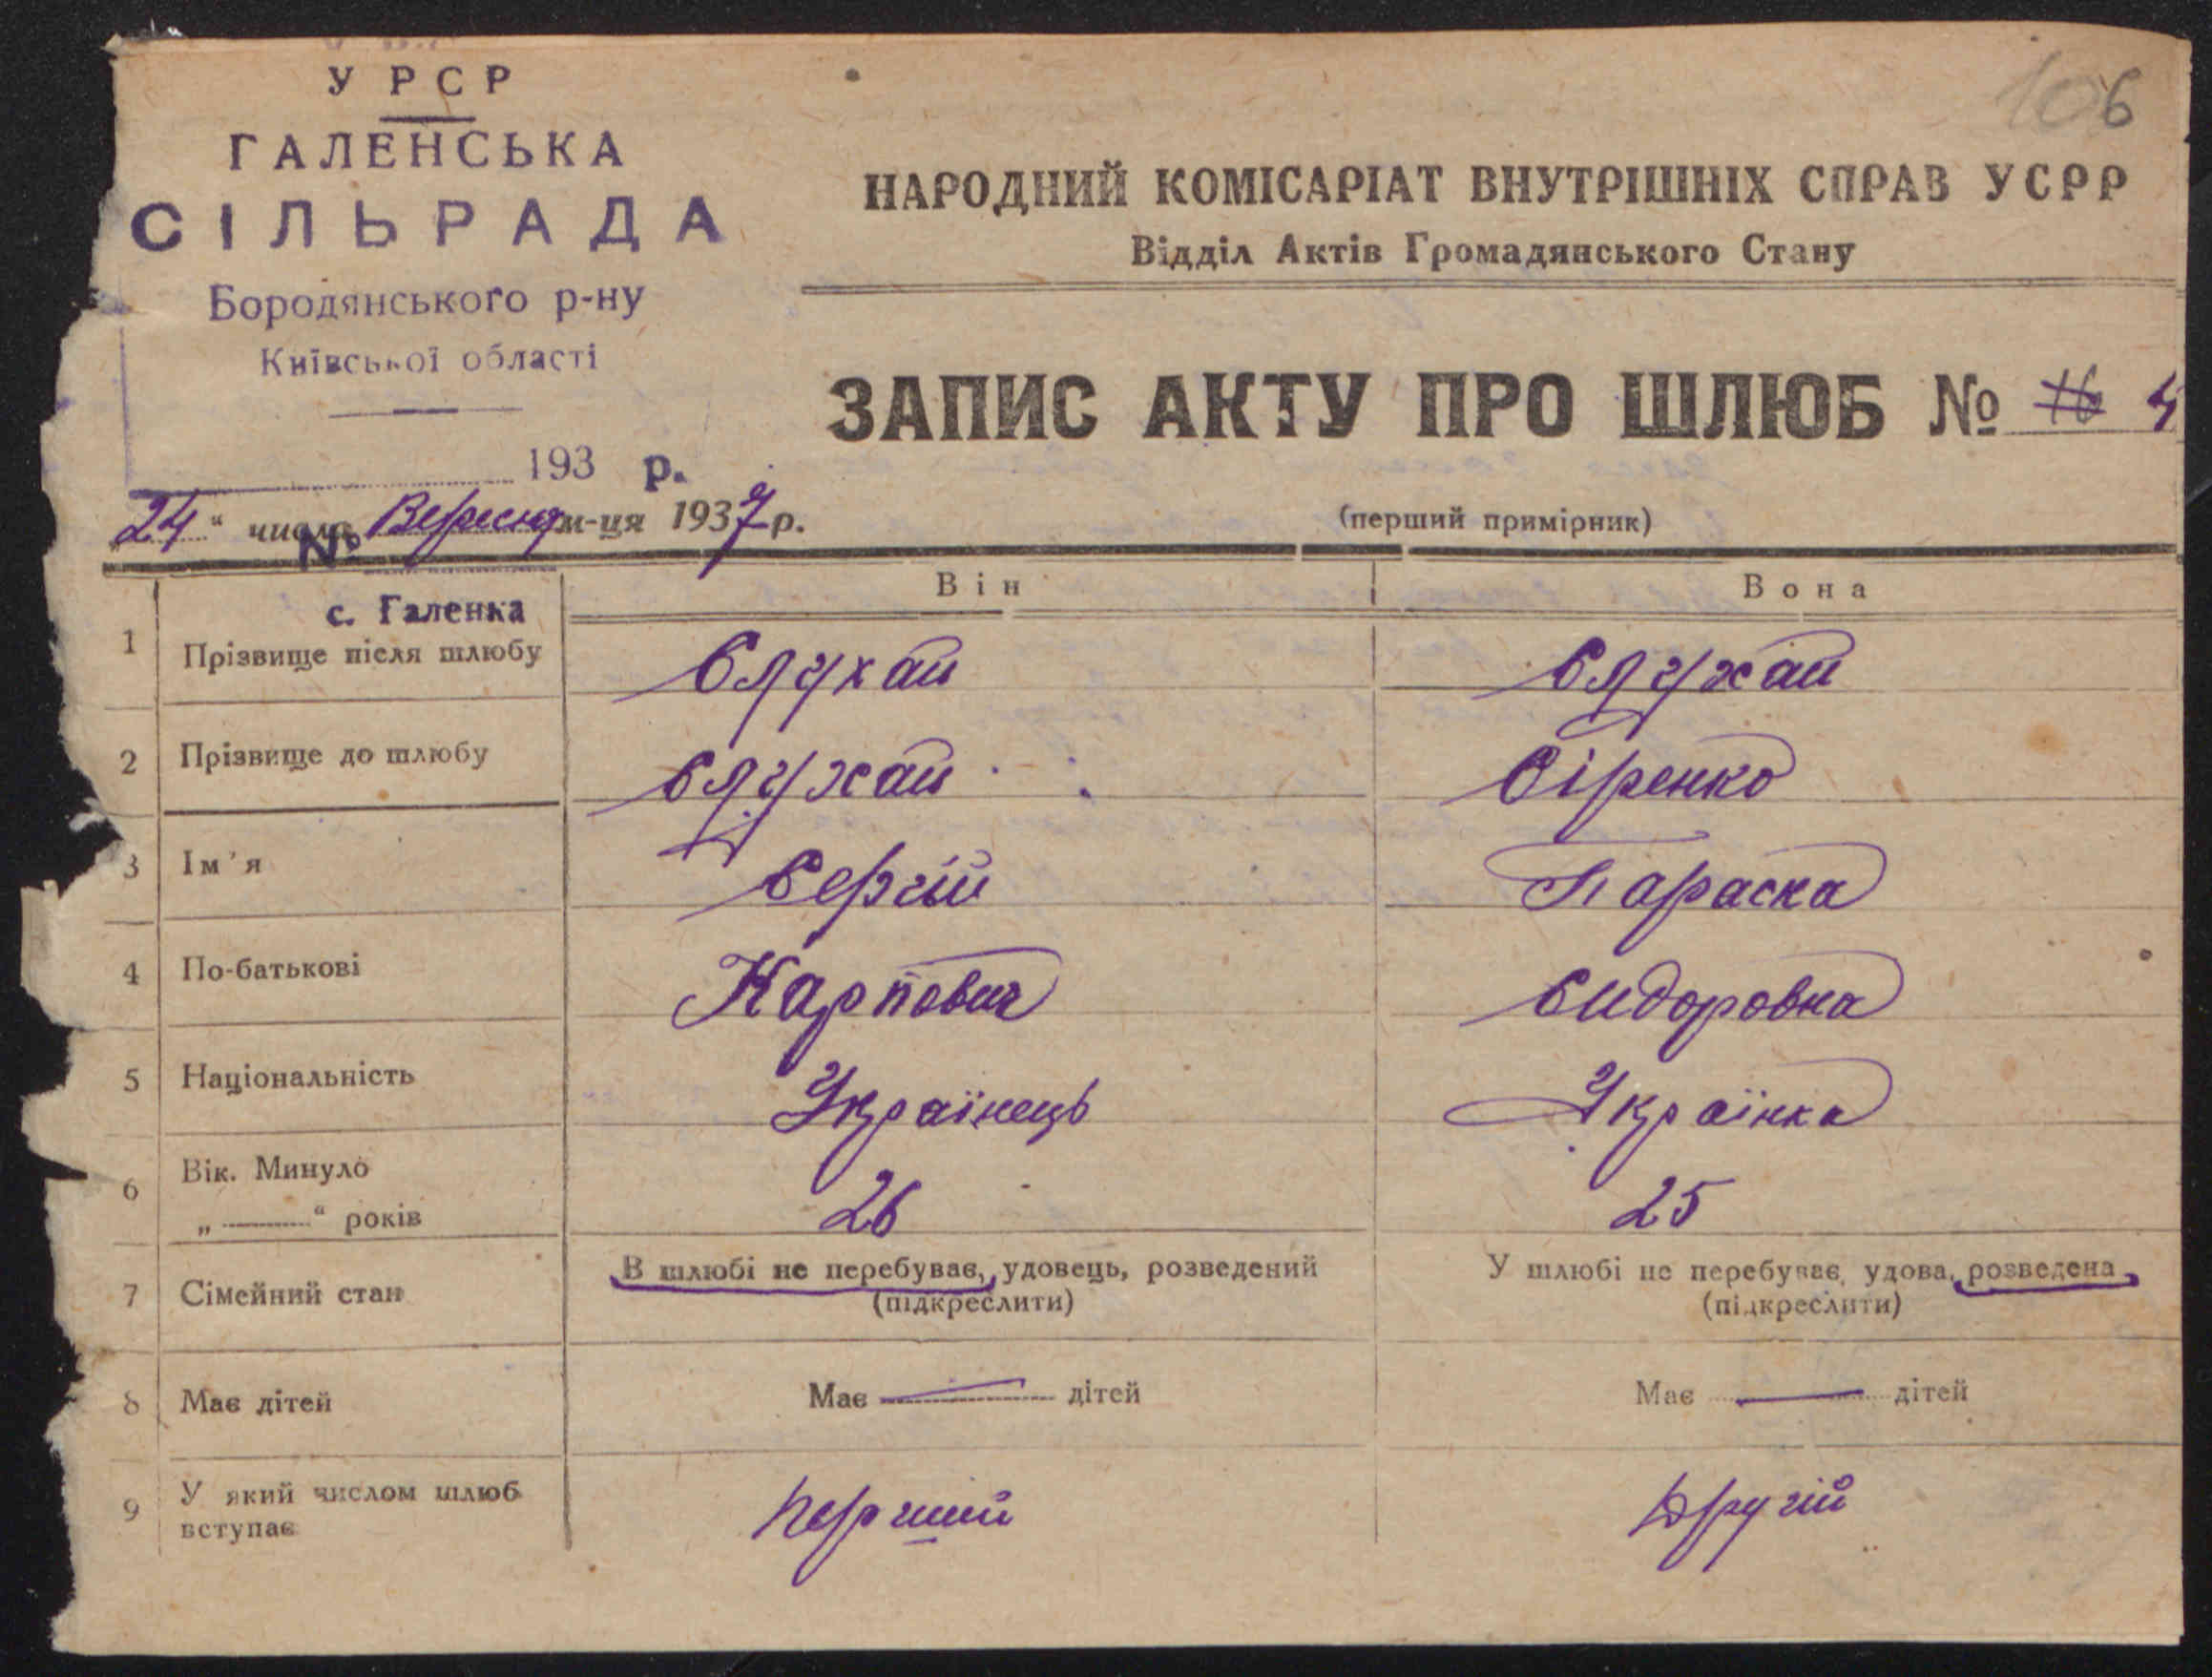 106
УРСР
ГАЛЕНСЬКА
СІЛЬРАДА
Бородянського р-ну
Київської області
193 р.
№
с. Галенка
НАРОДНИЙ КОМІСАРІАТ ВНУТРІШНІХ СПРАВ УСРР
Відділ Актів Громадянського Стану
ЗАПИС АКТУ ПРО ШЛЮБ №
(перший примірник)
„24“ числа Вересня м-ця 1937 р.
Він Вона
1 Прізвище після шлюбу
2 Прізвище до шлюбу Сіренко
3 Ім'я Сергій Параска
4 По-батькові Карпович Сидоровна
5 Національність Українець Українка
6 Вік. Минуло
„ “ років 26 25
7 Сімейний стан В шлюбі не перебуває, удовець, розведений У шлюбі не перебуває, удова, розведена
(підкреслити) (підкреслити)
8 Має дітей Має дітей Має дітей
9 У який числом шлюб
вступає перший другій